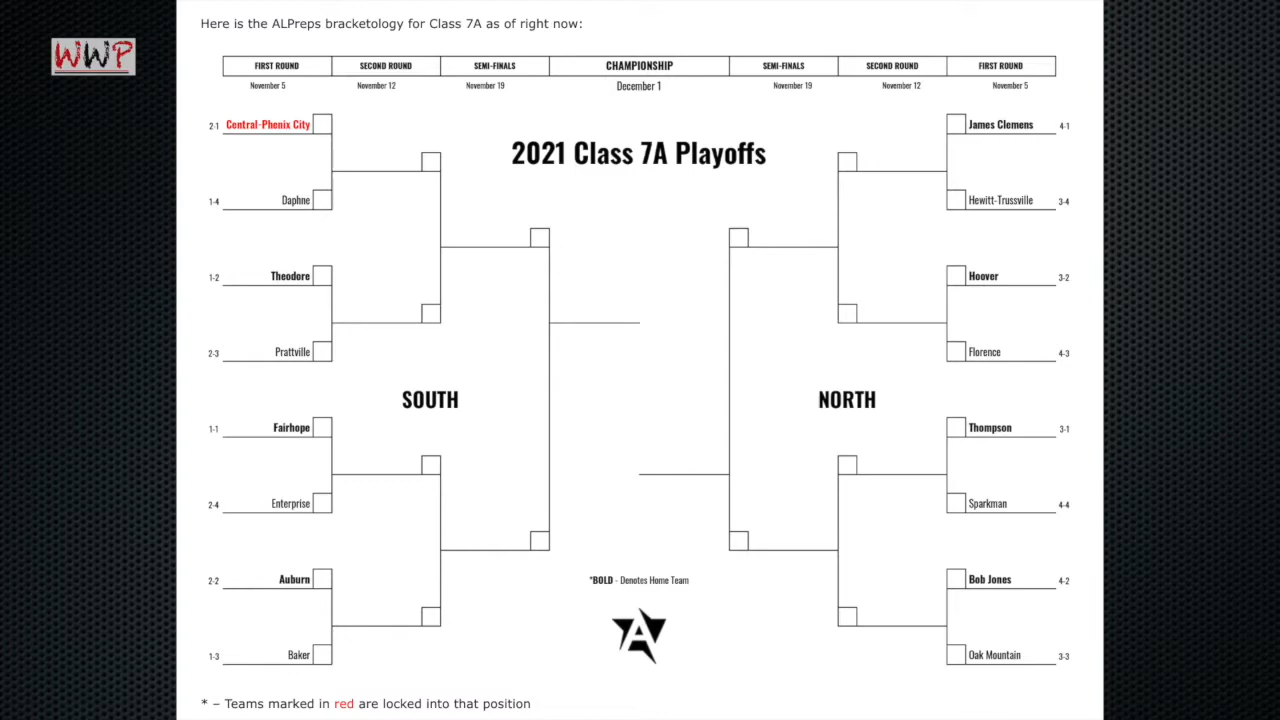 Here is the ALPreps bracketology for Class 7A as of right now:
WWP
FIRST ROUND SECOND ROUND SEMI-FINALS CHAMPIONSHIP SEMI-FINALS SECOND ROUND FIRST ROUND
November 5 November 12 November 19 December 1 November 19 November 12 November 5
2-1 Central-Phenix City James Clemens 4-1
2021 Class 7A Playoffs
1-4 Daphne Hewitt-Trussville 3-4
1-2 Theodore Hoover 3-2
2-3 Prattville Florence 4-3
SOUTH NORTH
1-1 Fairhope Thompson 3-1
2-4 Enterprise Sparkman 4-4
2-2 Auburn *BOLD - Denotes Home Team Bob Jones 4-2
A
1-3 Baker Oak Mountain 3-3
* – Teams marked in red are locked into that position